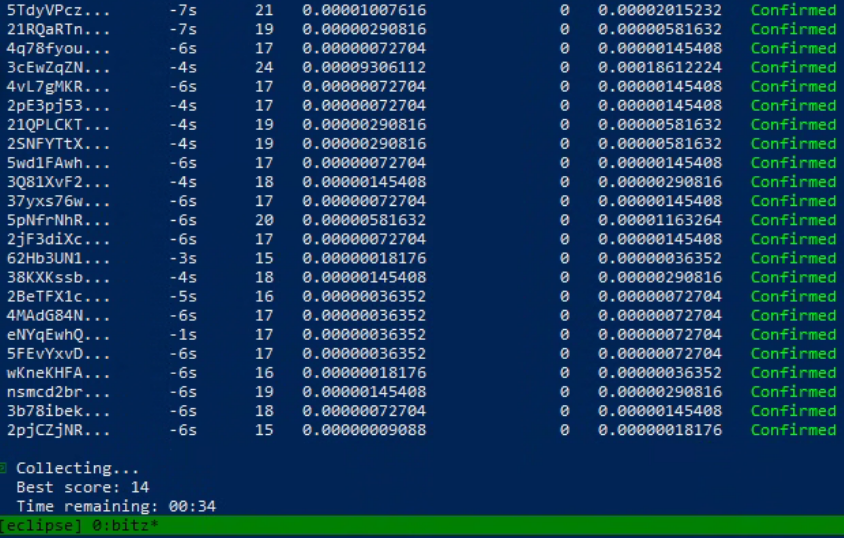 5TdyVPcz... -7s 21 0.00001007616 0 0.00002015232 Confirmed
21RQaRTn... -7s 19 0.00000290816 0 0.00000581632 Confirmed
4q78fyou... -6s 17 0.00000072704 0 0.00000145408 Confirmed
3cEwZqZN... -4s 24 0.00009306112 0 0.00018612224 Confirmed
4vL7gMKR... -6s 17 0.00000072704 0 0.00000145408 Confirmed
2pE3pj53... -4s 17 0.00000072704 0 0.00000145408 Confirmed
21QPLCKT... -4s 19 0.00000290816 0 0.00000581632 Confirmed
2SNFYTtX... -4s 19 0.00000290816 0 0.00000581632 Confirmed
5wd1FAwh... -6s 17 0.00000072704 0 0.00000145408 Confirmed
3Q81XvF2... -4s 18 0.00000145408 0 0.00000290816 Confirmed
37yxs76w... -6s 17 0.00000072704 0 0.00000145408 Confirmed
5pNfrNhR... -6s 20 0.00000581632 0 0.00001163264 Confirmed
2jF3diXc... -6s 17 0.00000072704 0 0.00000145408 Confirmed
62Hb3UN1... -3s 15 0.00000018176 0 0.00000036352 Confirmed
38KXKssb... -4s 18 0.00000145408 0 0.00000290816 Confirmed
2BeTFX1c... -5s 16 0.00000036352 0 0.00000072704 Confirmed
4MAdG84N... -6s 17 0.00000036352 0 0.00000072704 Confirmed
eNYqEwhQ... -1s 17 0.00000036352 0 0.00000072704 Confirmed
5FEvYxvD... -6s 17 0.00000036352 0 0.00000072704 Confirmed
wKneKHFA... -6s 16 0.00000018176 0 0.00000036352 Confirmed
nsmcd2br... -6s 19 0.00000145408 0 0.00000290816 Confirmed
3b78ibek... -6s 18 0.00000072704 0 0.00000145408 Confirmed
2pjCZjNR... -6s 15 0.00000009088 0 0.00000018176 Confirmed
Collecting...
Best score: 14
Time remaining: 00:34
[eclipse] 0:bitz*